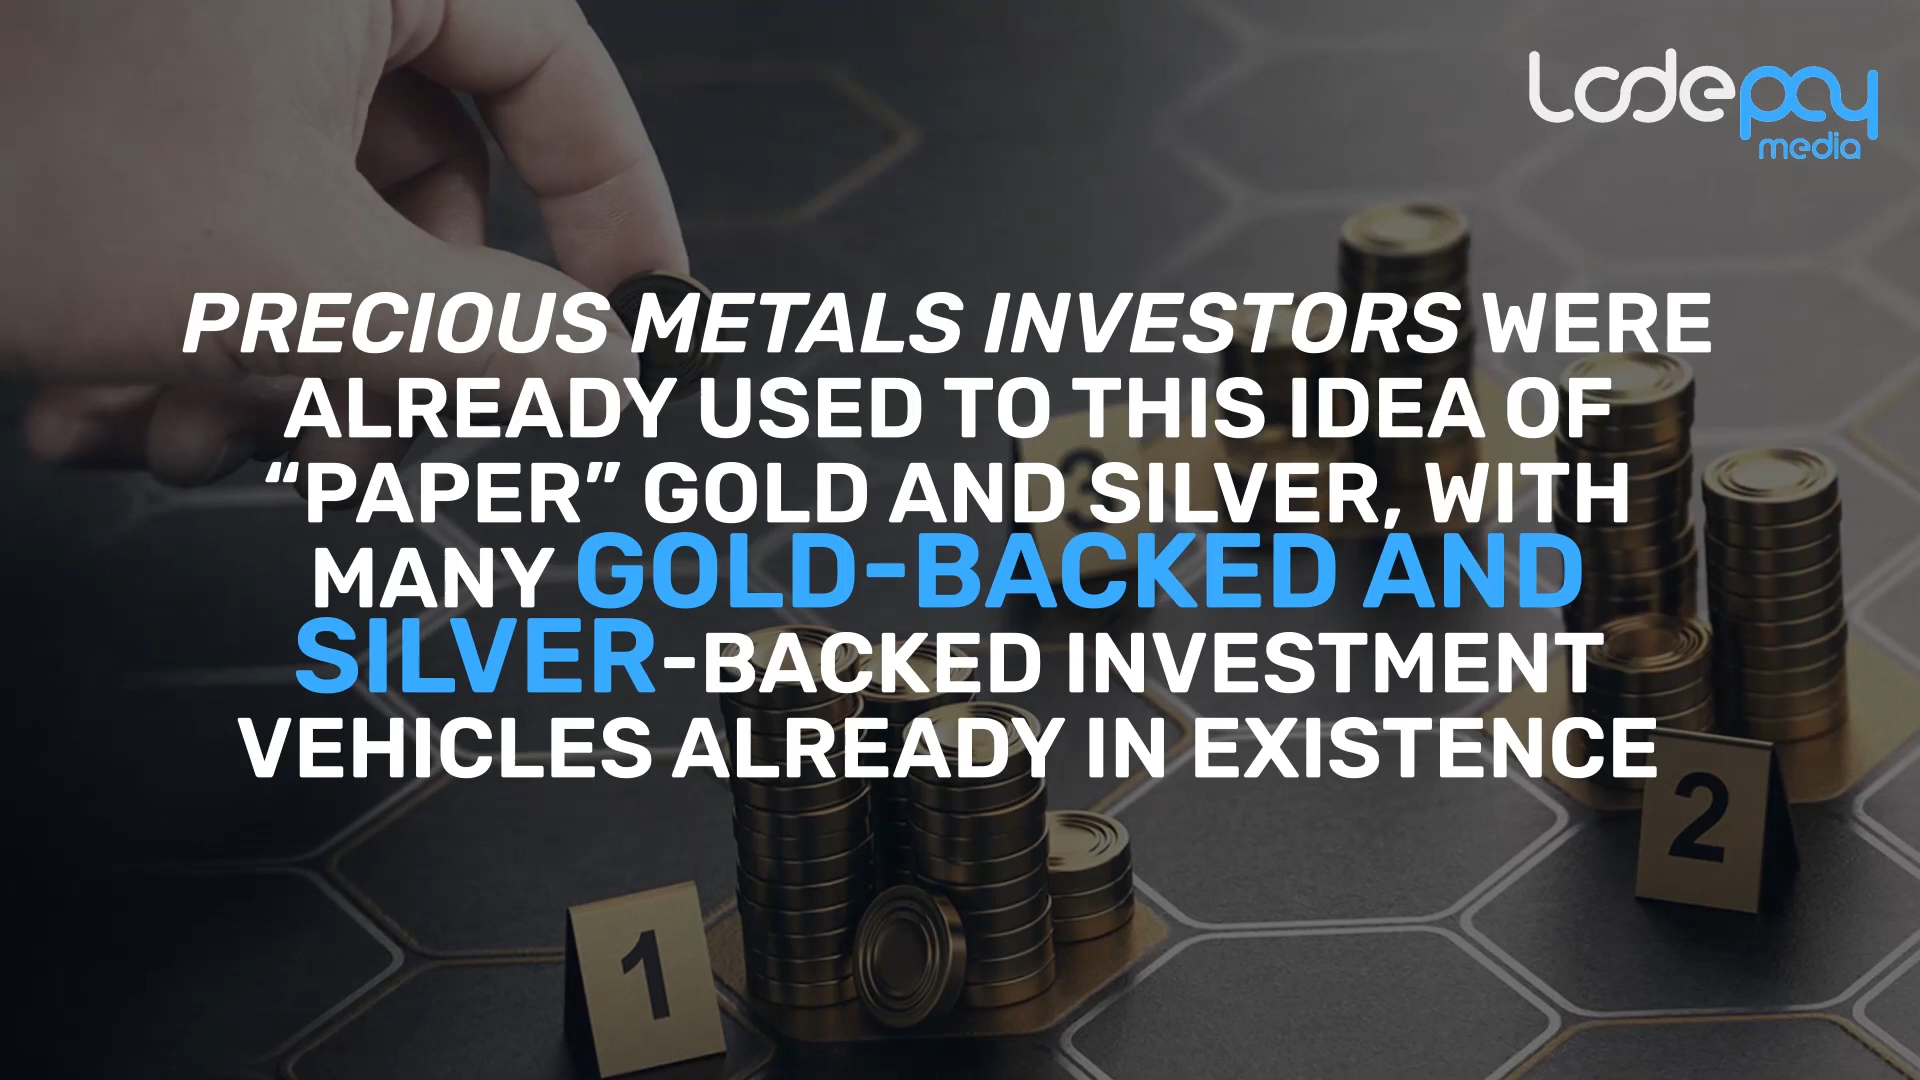 lodepay
media
PRECIOUS METALS INVESTORS WERE
ALREADY USED TO THIS IDEA OF
“PAPER” GOLD AND SILVER, WITH
MANY GOLD-BACKED AND
SILVER-BACKED INVESTMENT
VEHICLES ALREADY IN EXISTENCE
3
2
1